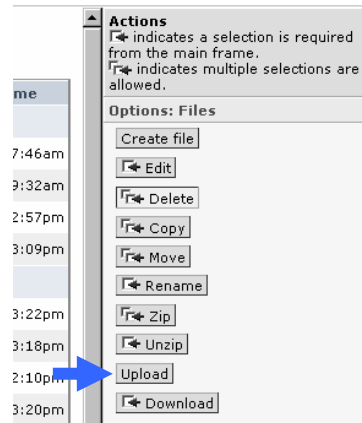 Actions
indicates a selection is required
from the main frame.
indicates multiple selections are
allowed.
me
Options: Files
Create file
7:46am
Edit
9:32am
Delete
2:57pm
Copy
3:09pm
Move
Rename
3:22pm
Zip
3:18pm
Unzip
2:10pm
Upload
3:20pm
Download